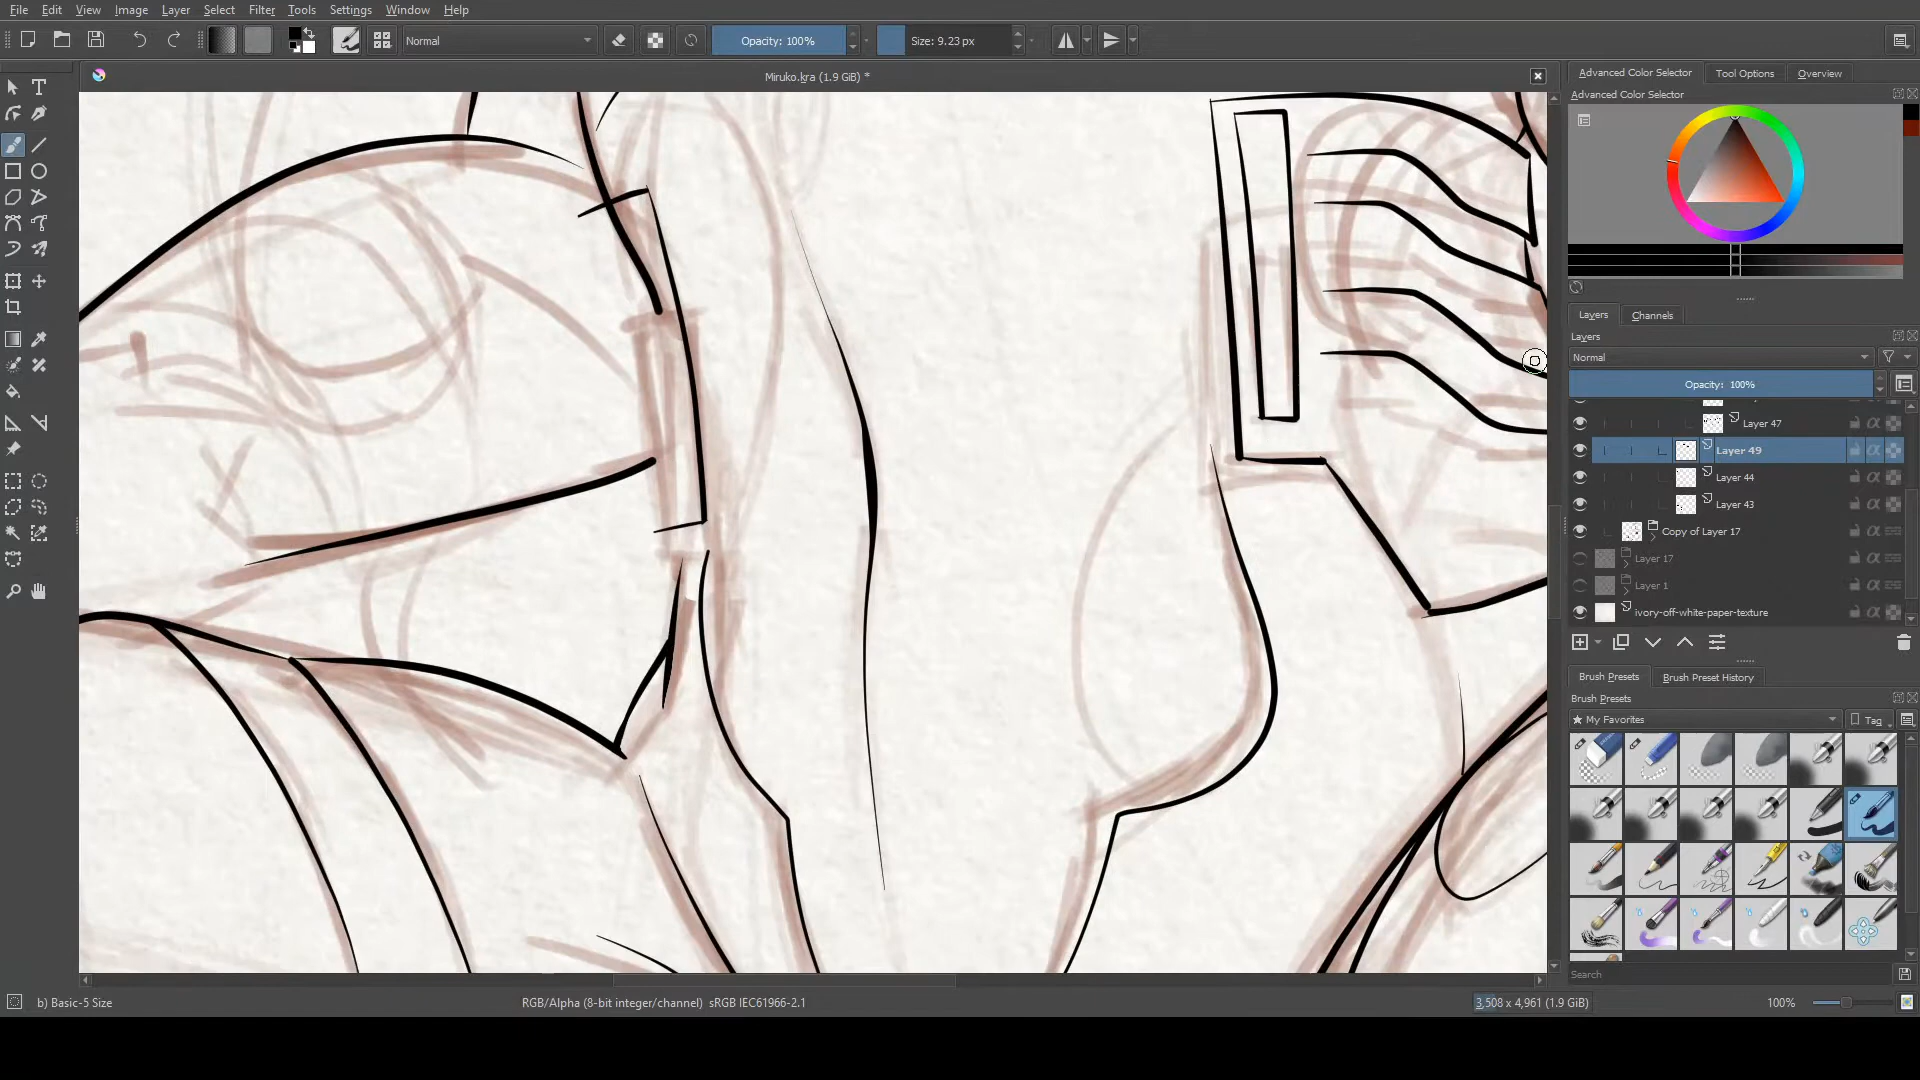 File Edit View Image Layer Select Filter Tools Settings Window Help
Normal
Opacity: 100%
Size: 9.23 px
Miruko.kra (1.9 GiB) *
Advanced Color Selector Tool Options Overview
Advanced Color Selector
Layers Channels
Layers
Normal
Opacity: 100%
Layer 47
Layer 49
Layer 44
Layer 43
Copy of Layer 17
Layer 17
Layer 1
ivory-off-white-paper-texture
Brush Presets Brush Preset History
Brush Presets
★ My Favorites
Tag
Search
b) Basic-5 Size
RGB/Alpha (8-bit integer/channel) sRGB IEC61966-2.1
3,508 x 4,961 (1.9 GiB)
100%